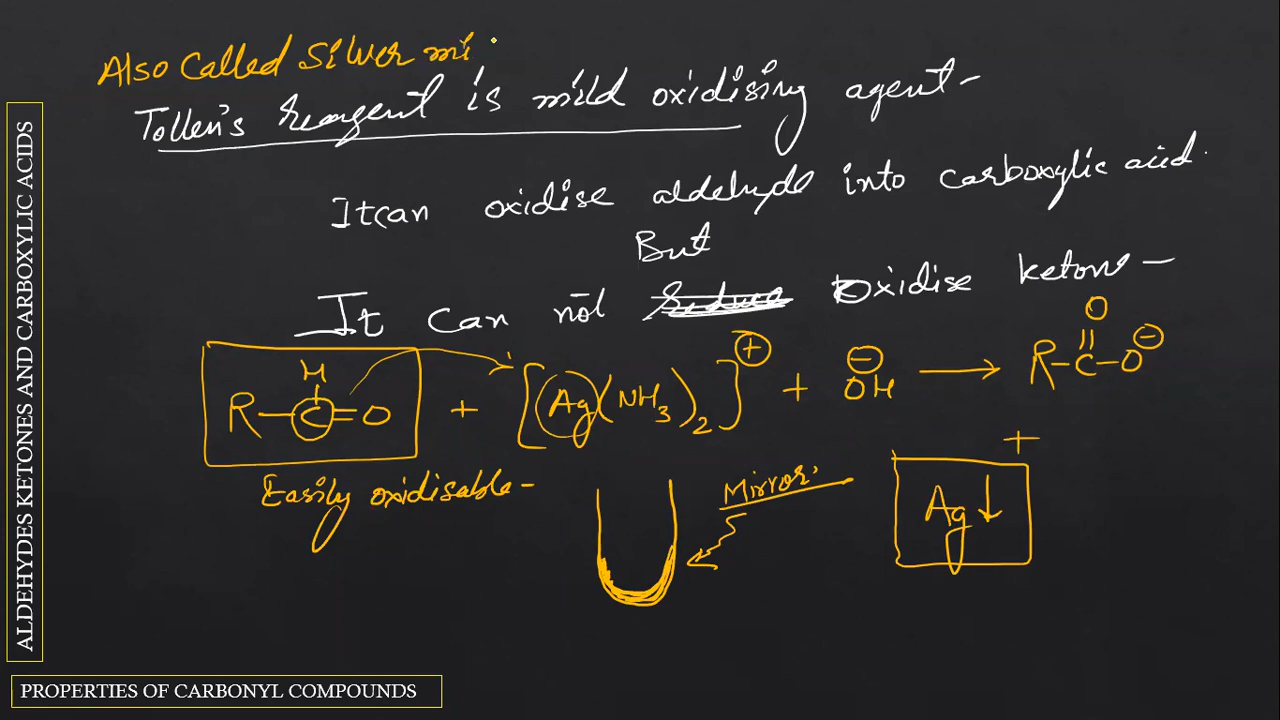 Also Called Silver mi
Tollen's Reagent is mild oxidising agent-
It can oxidise aldehyde into carboxylic acid.
But
It can not oxidise ketone-
H
R-C=O + [Ag(NH3)2]⊕ + ⊖OH → R-C-O⊖
O
+
Easily oxidisable-
Mirror.
Ag↓
ALDEHYDES KETONES AND CARBOXYLIC ACIDS
PROPERTIES OF CARBONYL COMPOUNDS